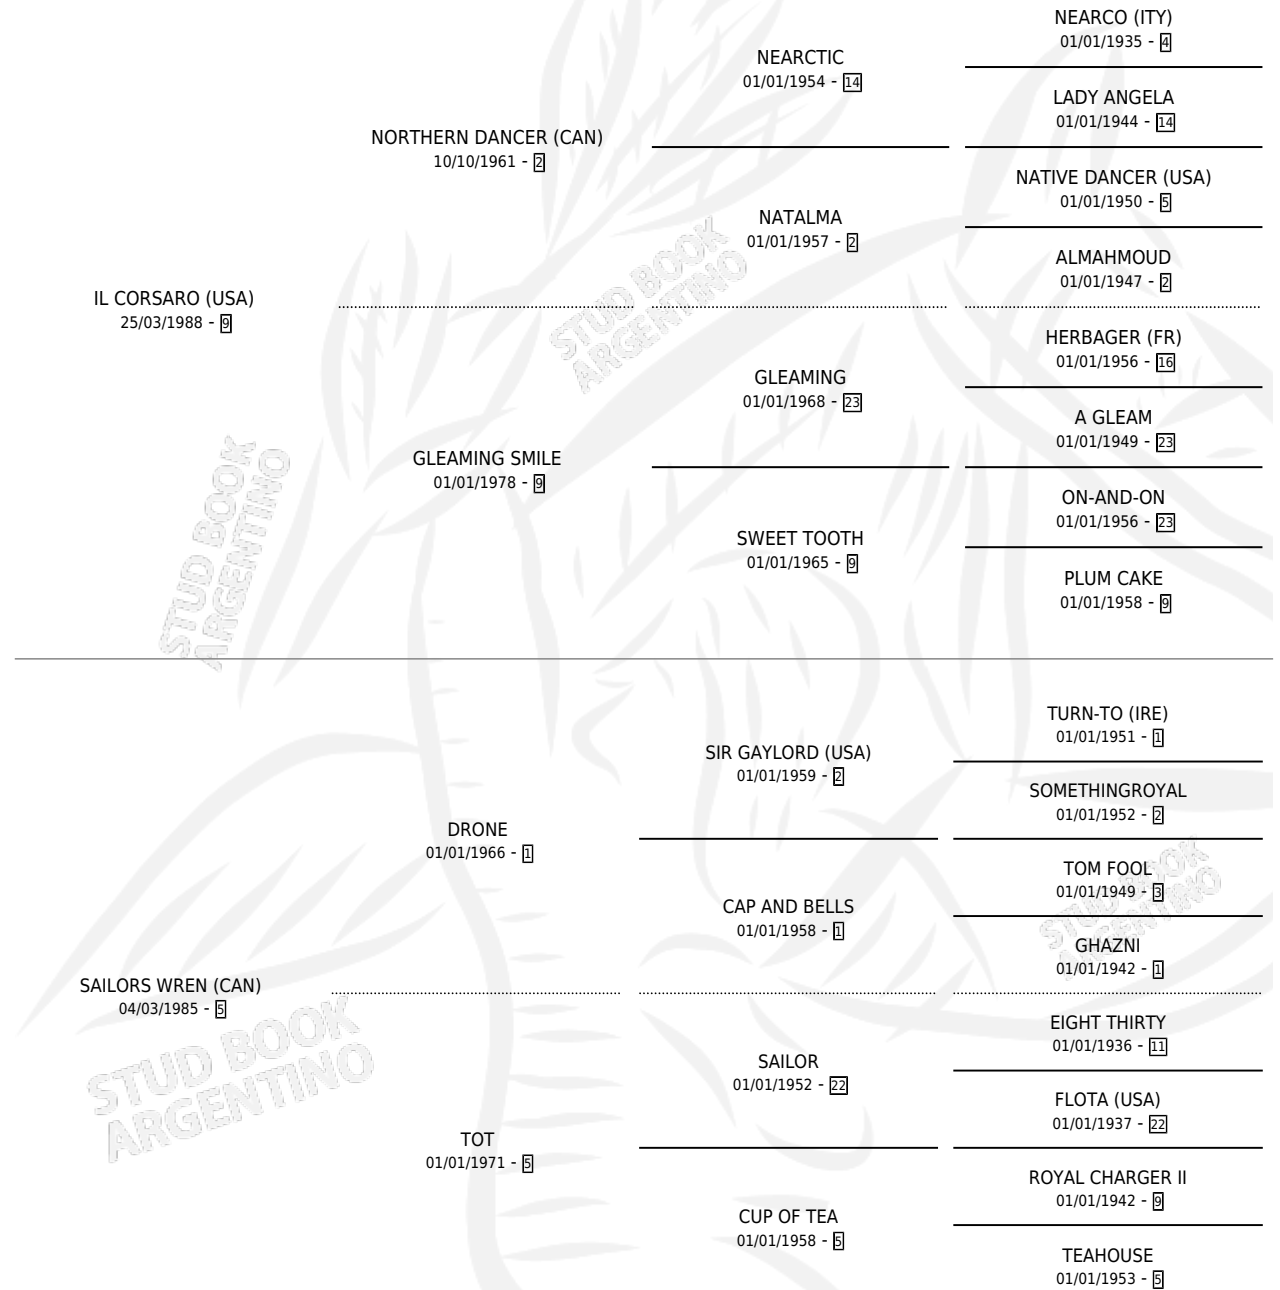 NEARCO (ITY)
01/01/1935 - 4
NEARCTIC
01/01/1954 - 14
LADY ANGELA
01/01/1944 - 14
NORTHERN DANCER (CAN)
10/10/1961 - 2
NATIVE DANCER (USA)
01/01/1950 - 5
NATALMA
01/01/1957 - 2
ALMAHMOUD
01/01/1947 - 2
IL CORSARO (USA)
25/03/1988 - 9
HERBAGER (FR)
01/01/1956 - 16
GLEAMING
01/01/1968 - 23
A GLEAM
01/01/1949 - 23
GLEAMING SMILE
01/01/1978 - 9
ON-AND-ON
01/01/1956 - 23
SWEET TOOTH
01/01/1965 - 9
PLUM CAKE
01/01/1958 - 9
TURN-TO (IRE)
01/01/1951 - 1
SIR GAYLORD (USA)
01/01/1959 - 2
SOMETHINGROYAL
01/01/1952 - 2
DRONE
01/01/1966 - 1
TOM FOOL
01/01/1949 - 3
CAP AND BELLS
01/01/1958 - 1
GHAZNI
01/01/1942 - 1
SAILORS WREN (CAN)
04/03/1985 - 5
EIGHT THIRTY
01/01/1936 - 11
SAILOR
01/01/1952 - 22
FLOTA (USA)
01/01/1937 - 22
TOT
01/01/1971 - 5
ROYAL CHARGER II
01/01/1942 - 9
CUP OF TEA
01/01/1958 - 5
TEAHOUSE
01/01/1953 - 5
STUD BOOK
ARGENTINO
STUD BOOK
ARGENTINO
STUD BOOK
ARGENTINO
STUD BOOK
ARGENTINO